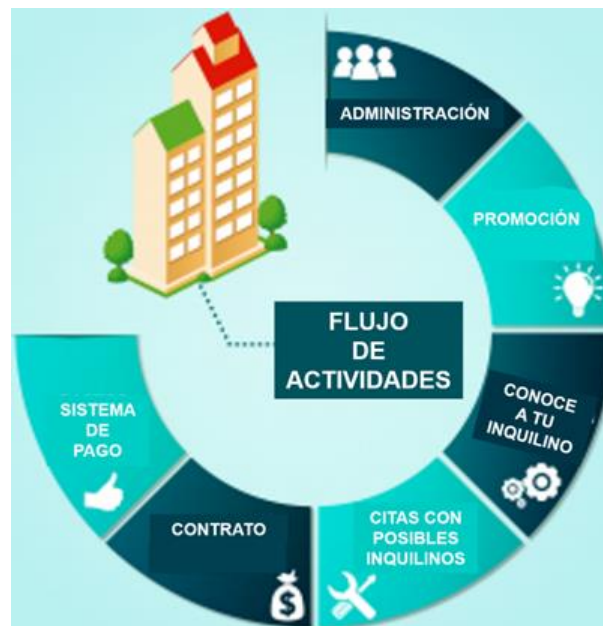 ADMINISTRACIÓN
PROMOCIÓN
FLUJO
DE
ACTIVIDADES
CONOCE
A TU
INQUILINO
SISTEMA
DE
PAGO
CITAS CON
POSIBLES
INQUILINOS
CONTRATO
$